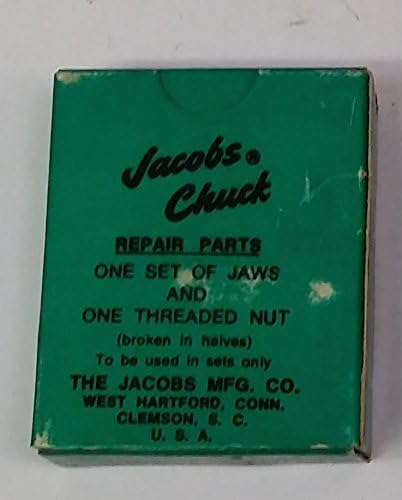 Jacobs®
Chuck
REPAIR PARTS
ONE SET OF JAWS
AND
ONE THREADED NUT
(broken in halves)
To be used in sets only
THE JACOBS MFG. CO.
WEST HARTFORD, CONN.
CLEMSON, S. C.
U. S. A.